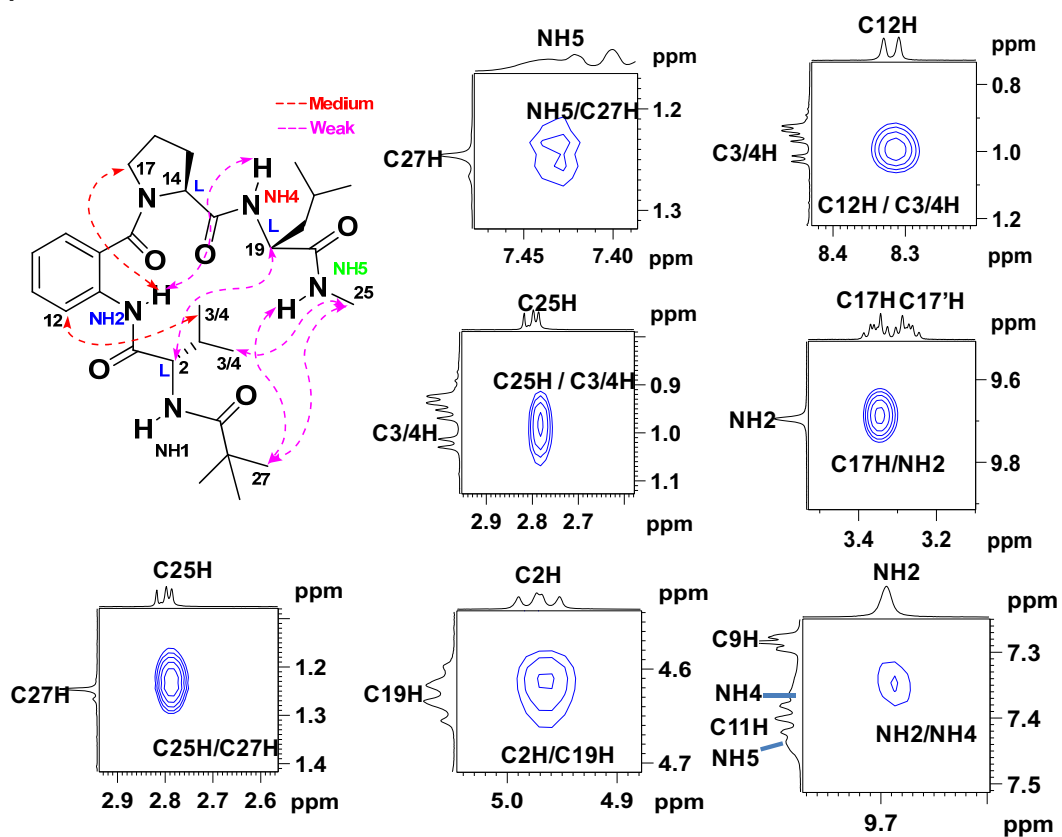 Medium
Weak
H
17
14
L
N
N
H
NH4
O
O
L
19
O
NH5
N
H
25
H
N
NH2
12
3/4
3/4
O
L
2
N
H
NH1
O
27
NH5
ppm
NH5/C27H
C27H
1.2
1.3
7.45
7.40
ppm
C12H
ppm
C3/4H
C12H / C3/4H
0.8
1.0
1.2
8.4
8.3
ppm
C25H
ppm
C25H / C3/4H
C3/4H
0.9
1.0
1.1
2.9
2.8
2.7
ppm
C17H C17'H
ppm
NH2
C17H/NH2
9.6
9.8
3.4
3.2
ppm
C25H
ppm
C27H
C25H/C27H
1.2
1.3
1.4
2.9
2.8
2.7
2.6
ppm
C2H
ppm
C19H
C2H/C19H
4.6
4.7
5.0
4.9
ppm
NH2
ppm
C9H
NH4
C11H
NH5
NH2/NH4
7.3
7.4
7.5
9.7
ppm